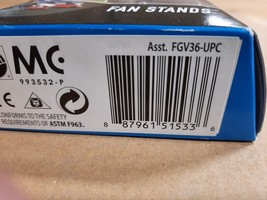 FAN STANDS
MC
993532-P
Asst. FGV36-UPC
CE
CONFORMS TO THE SAFETY
REQUIREMENTS OF ASTM F963.
8 87961 51533 6